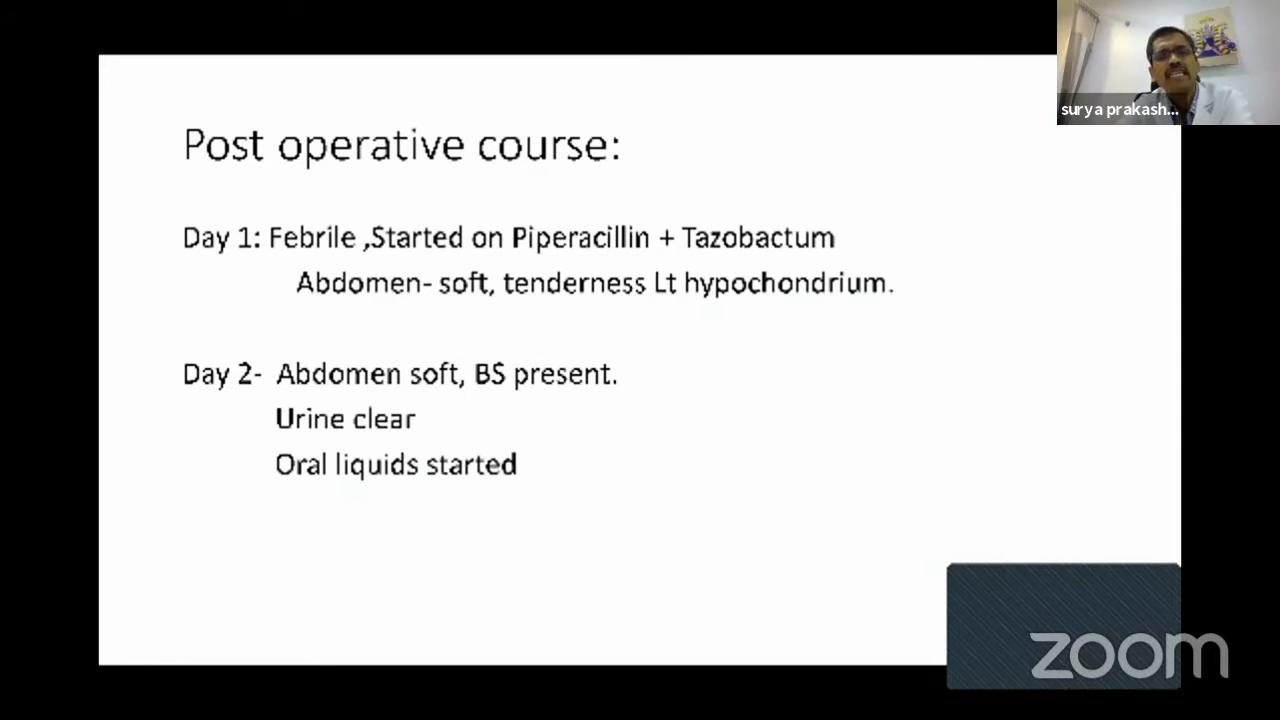 surya prakash...
Post operative course:
Day 1: Febrile ,Started on Piperacillin + Tazobactum
Abdomen- soft, tenderness Lt hypochondrium.
Day 2- Abdomen soft, BS present.
Urine clear
Oral liquids started
zoom